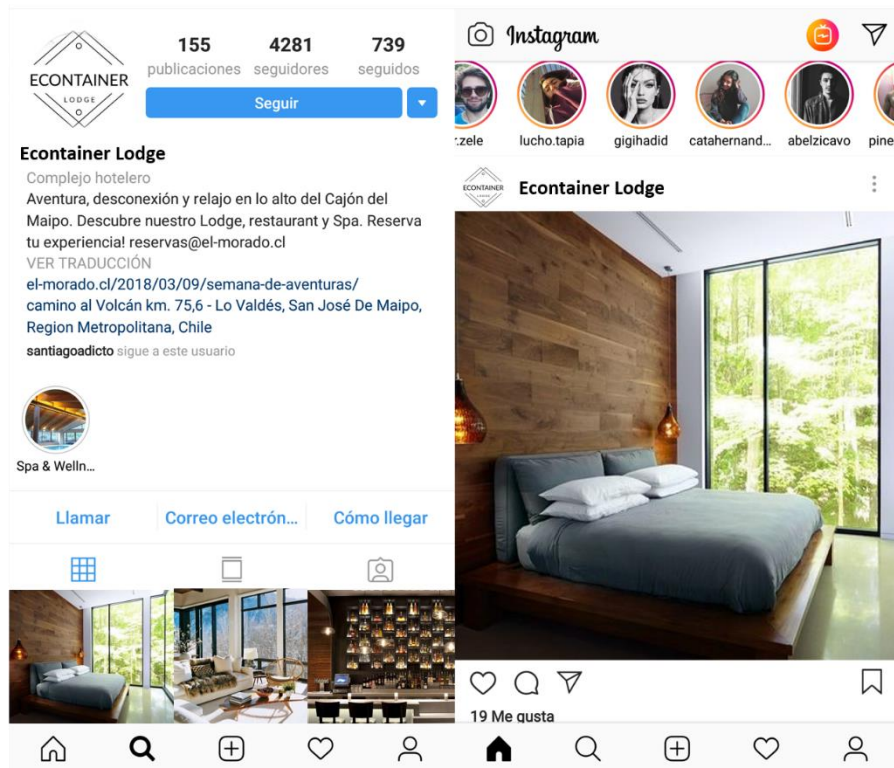 ECONTAINER
LODGE
155 4281 739
publicaciones seguidores seguidos
Seguir
Econtainer Lodge
Complejo hotelero
Aventura, desconexión y relajo en lo alto del Cajón del
Maipo. Descubre nuestro Lodge, restaurant y Spa. Reserva
tu experiencia! reservas@el-morado.cl
VER TRADUCCIÓN
el-morado.cl/2018/03/09/semana-de-aventuras/
camino al Volcán km. 75,6 - Lo Valdés, San José De Maipo,
Region Metropolitana, Chile
santiagoadicto sigue a este usuario
Spa & Welln...
Llamar Correo electrón... Cómo llegar
Instagram
r.zele lucho.tapia gigihadid catahernand... abelzicavo pine
ECONTAINER
Econtainer Lodge
19 Me gusta